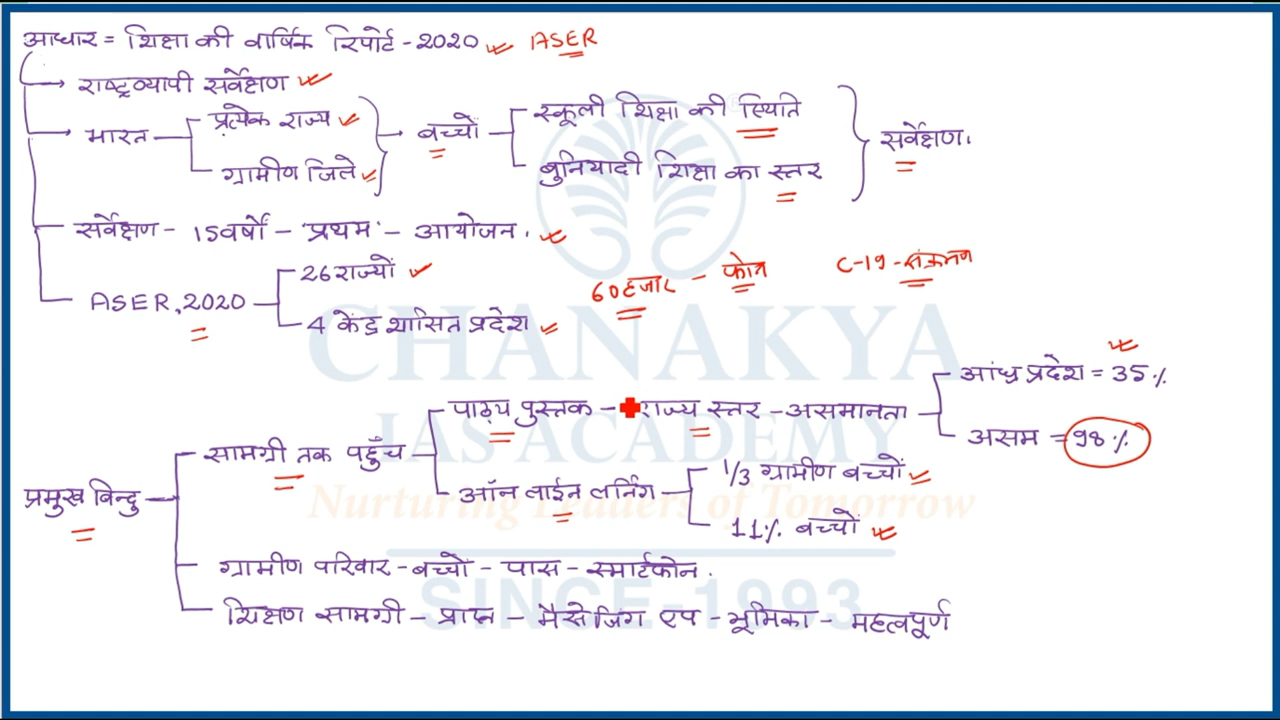 आधार = शिक्षा की वार्षिक रिपोर्ट - 2020 ASER
राष्ट्रव्यापी सर्वेक्षण
भारत
प्रत्येक राज्य
ग्रामीण जिले
बच्चों
स्कूली शिक्षा की स्थिति
बुनियादी शिक्षा का स्तर
सर्वेक्षण.
सर्वेक्षण - 15 वर्षों - 'प्रथम' - आयोजन.
ASER, 2020
26 राज्यों
4 केंद्र शासित प्रदेश
60 हजार - फोन
C-19 - संक्रमण
CHANAKYA
IAS ACADEMY
Nurturing Leaders of Tomorrow
SINCE-1993
प्रमुख बिन्दु
सामग्री तक पहुँच
पाठ्य पुस्तक - राज्य स्तर - असमानता
आंध्र प्रदेश = 35%
असम = 98%
ऑन लाईन लर्निंग
1/3 ग्रामीण बच्चों
11% बच्चों
ग्रामीण परिवार - बच्चों - पास - स्मार्टफोन.
शिक्षण सामग्री - प्राप्त - मैसेजिंग एप - भूमिका - महत्वपूर्ण